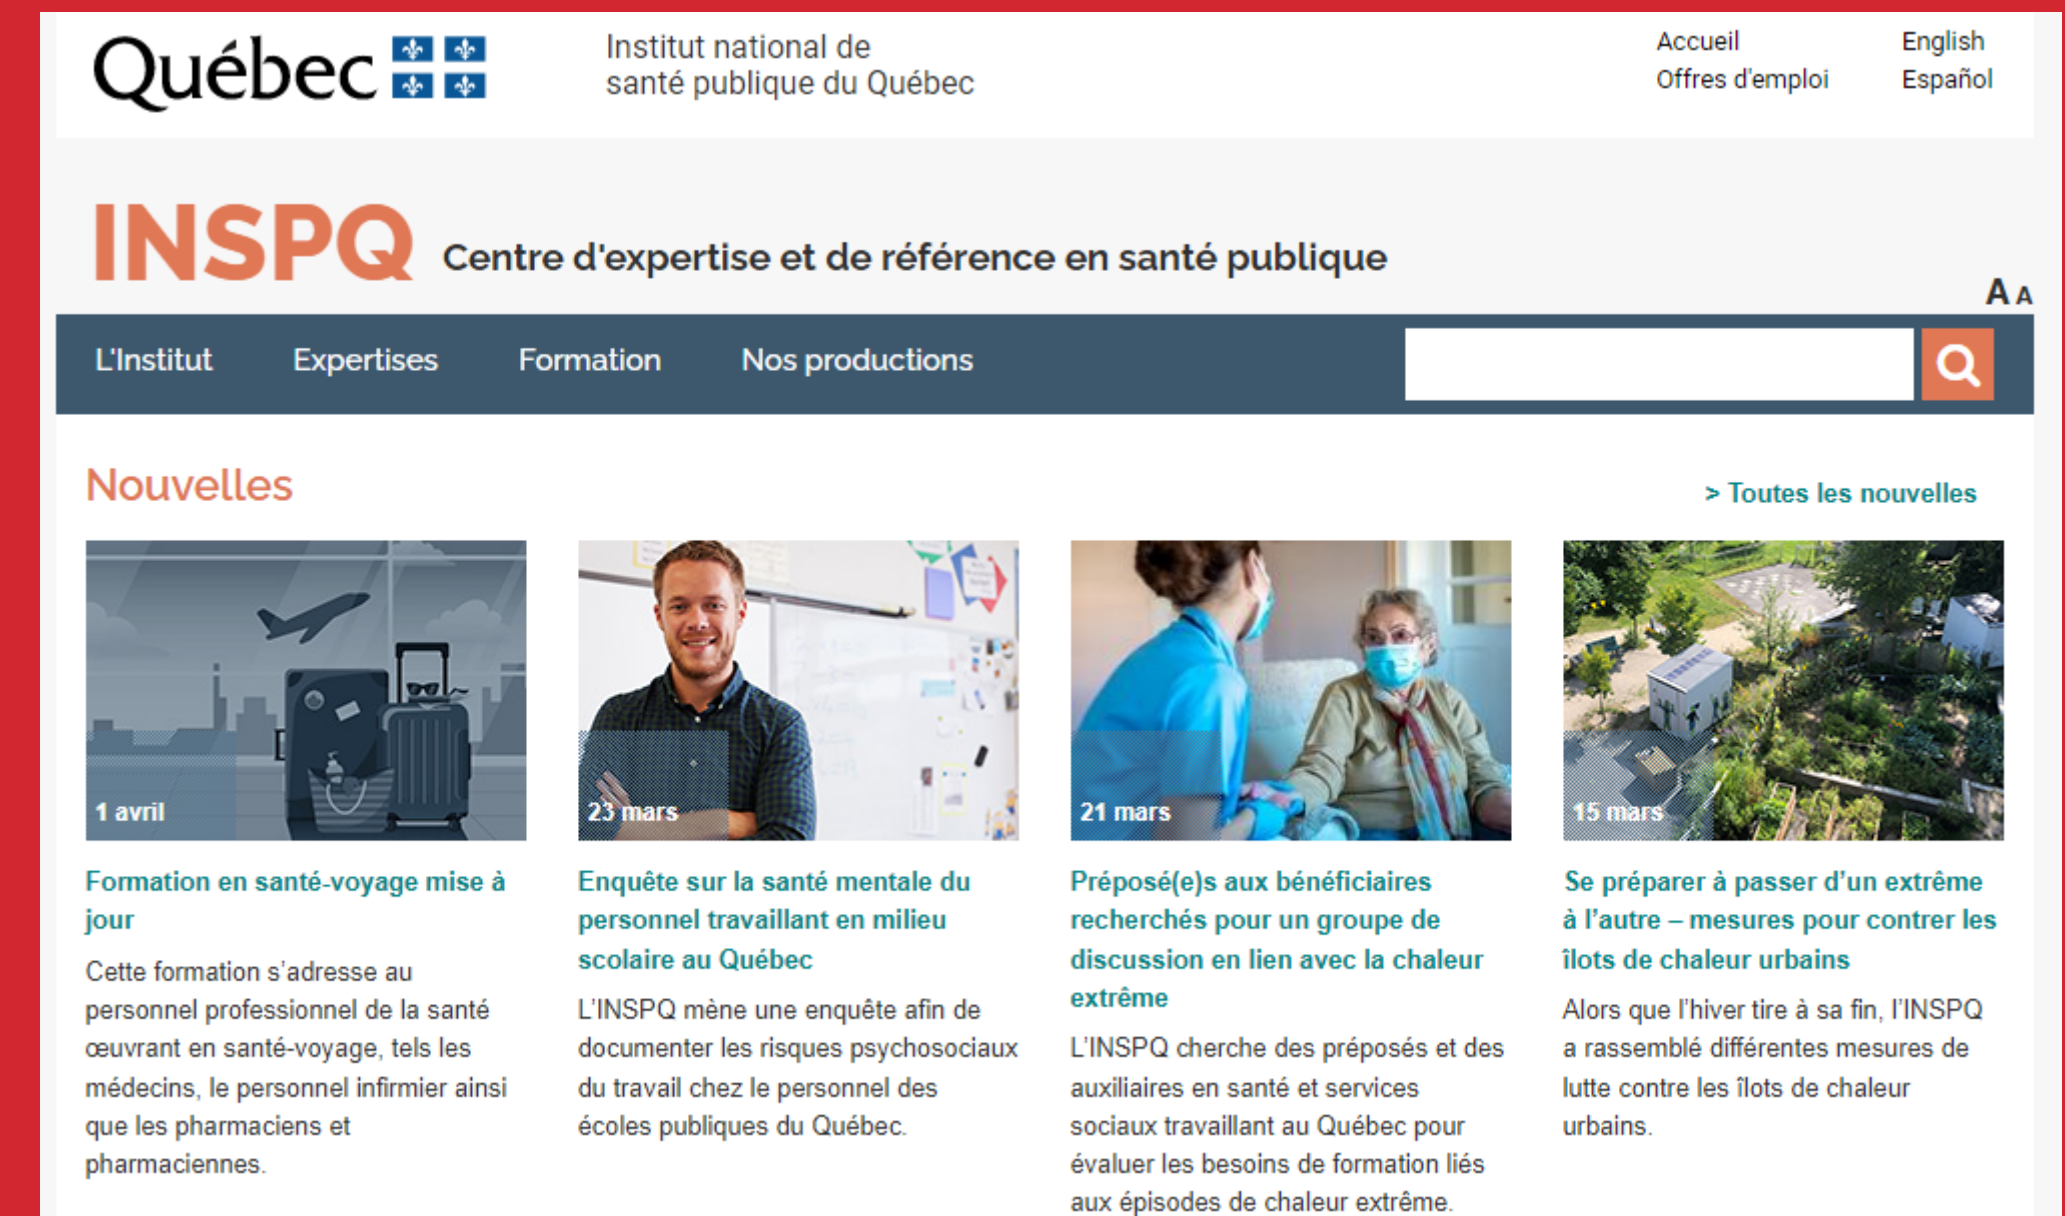 Québec
Institut national de
santé publique du Québec
Accueil
Offres d'emploi
English
Español
INSPQ
Centre d'expertise et de référence en santé publique
A A
L'Institut
Expertises
Formation
Nos productions
Nouvelles
> Toutes les nouvelles
1 avril
Formation en santé-voyage mise à
jour
Cette formation s’adresse au
personnel professionnel de la santé
œuvrant en santé-voyage, tels les
médecins, le personnel infirmier ainsi
que les pharmaciens et
pharmaciennes.
23 mars
Enquête sur la santé mentale du
personnel travaillant en milieu
scolaire au Québec
L’INSPQ mène une enquête afin de
documenter les risques psychosociaux
du travail chez le personnel des
écoles publiques du Québec.
21 mars
Préposé(e)s aux bénéficiaires
recherchés pour un groupe de
discussion en lien avec la chaleur
extrême
L’INSPQ cherche des préposés et des
auxiliaires en santé et services
sociaux travaillant au Québec pour
évaluer les besoins de formation liés
aux épisodes de chaleur extrême.
15 mars
Se préparer à passer d’un extrême
à l’autre – mesures pour contrer les
îlots de chaleur urbains
Alors que l’hiver tire à sa fin, l’INSPQ
a rassemblé différentes mesures de
lutte contre les îlots de chaleur
urbains.